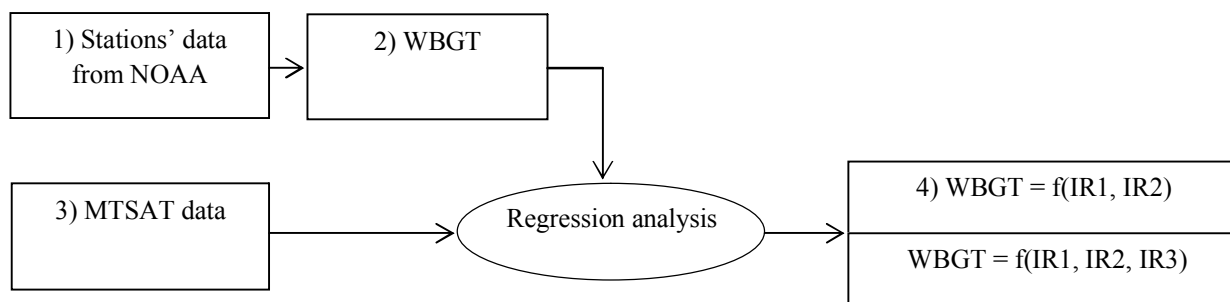 1) Stations’ data
from NOAA
2) WBGT
3) MTSAT data
Regression analysis
4) WBGT = f(IR1, IR2)
WBGT = f(IR1, IR2, IR3)